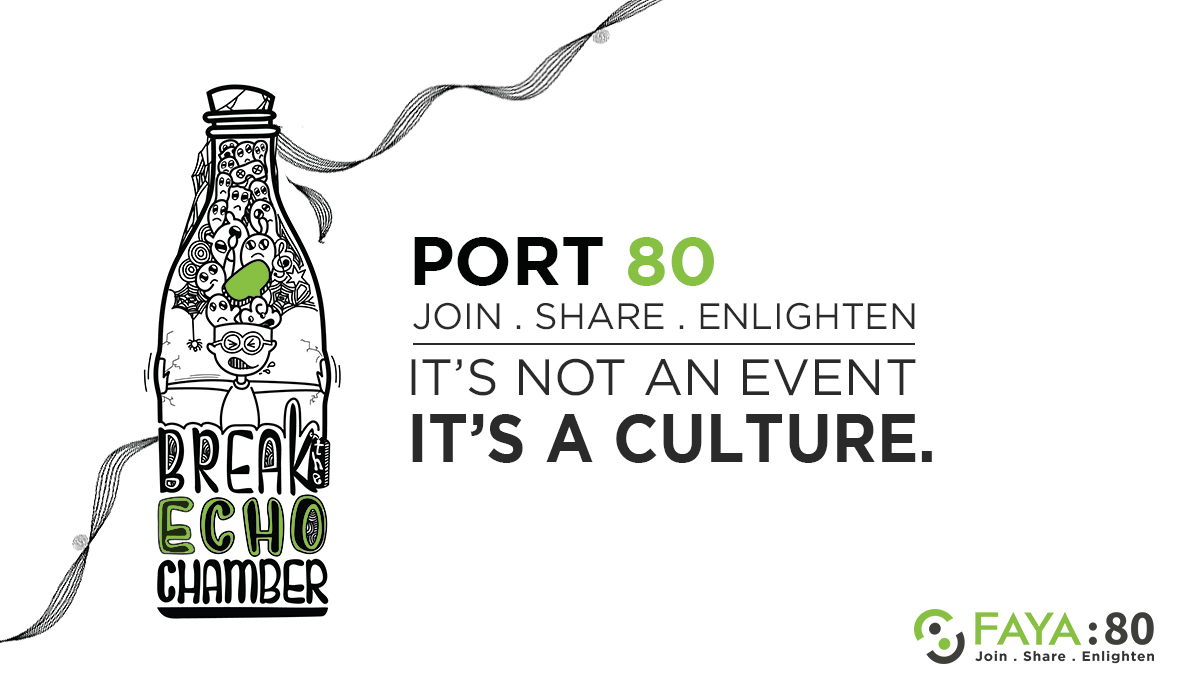 PORT 80
JOIN . SHARE . ENLIGHTEN
IT'S NOT AN EVENT
IT'S A CULTURE.
BREAK the
ECHO
CHAMBER
FAYA:80
Join . Share . Enlighten